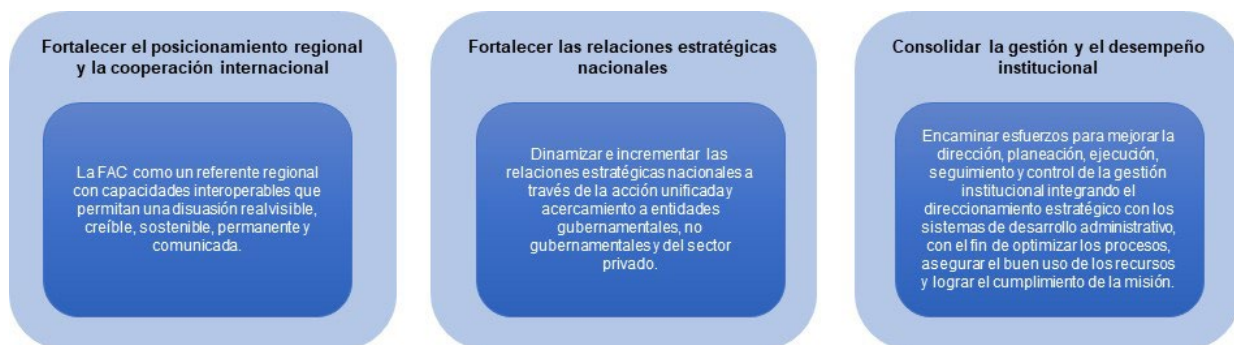 Fortalecer el posicionamiento regional
y la cooperación internacional
La FAC como un referente regional
con capacidades interoperables que
permitan una disuasión real visible,
creíble, sostenible, permanente y
comunicada.
Fortalecer las relaciones estratégicas
nacionales
Dinamizar e incrementar las
relaciones estratégicas nacionales a
través de la acción unificada y
acercamiento a entidades
gubernamentales, no
gubernamentales y del sector
privado.
Consolidar la gestión y el desempeño
institucional
Encaminar esfuerzos para mejorar la
dirección, planeación, ejecución,
seguimiento y control de la gestión
institucional integrando el
direccionamiento estratégico con los
sistemas de desarrollo administrativo,
con el fin de optimizar los procesos,
asegurar el buen uso de los recursos
y lograr el cumplimiento de la misión.